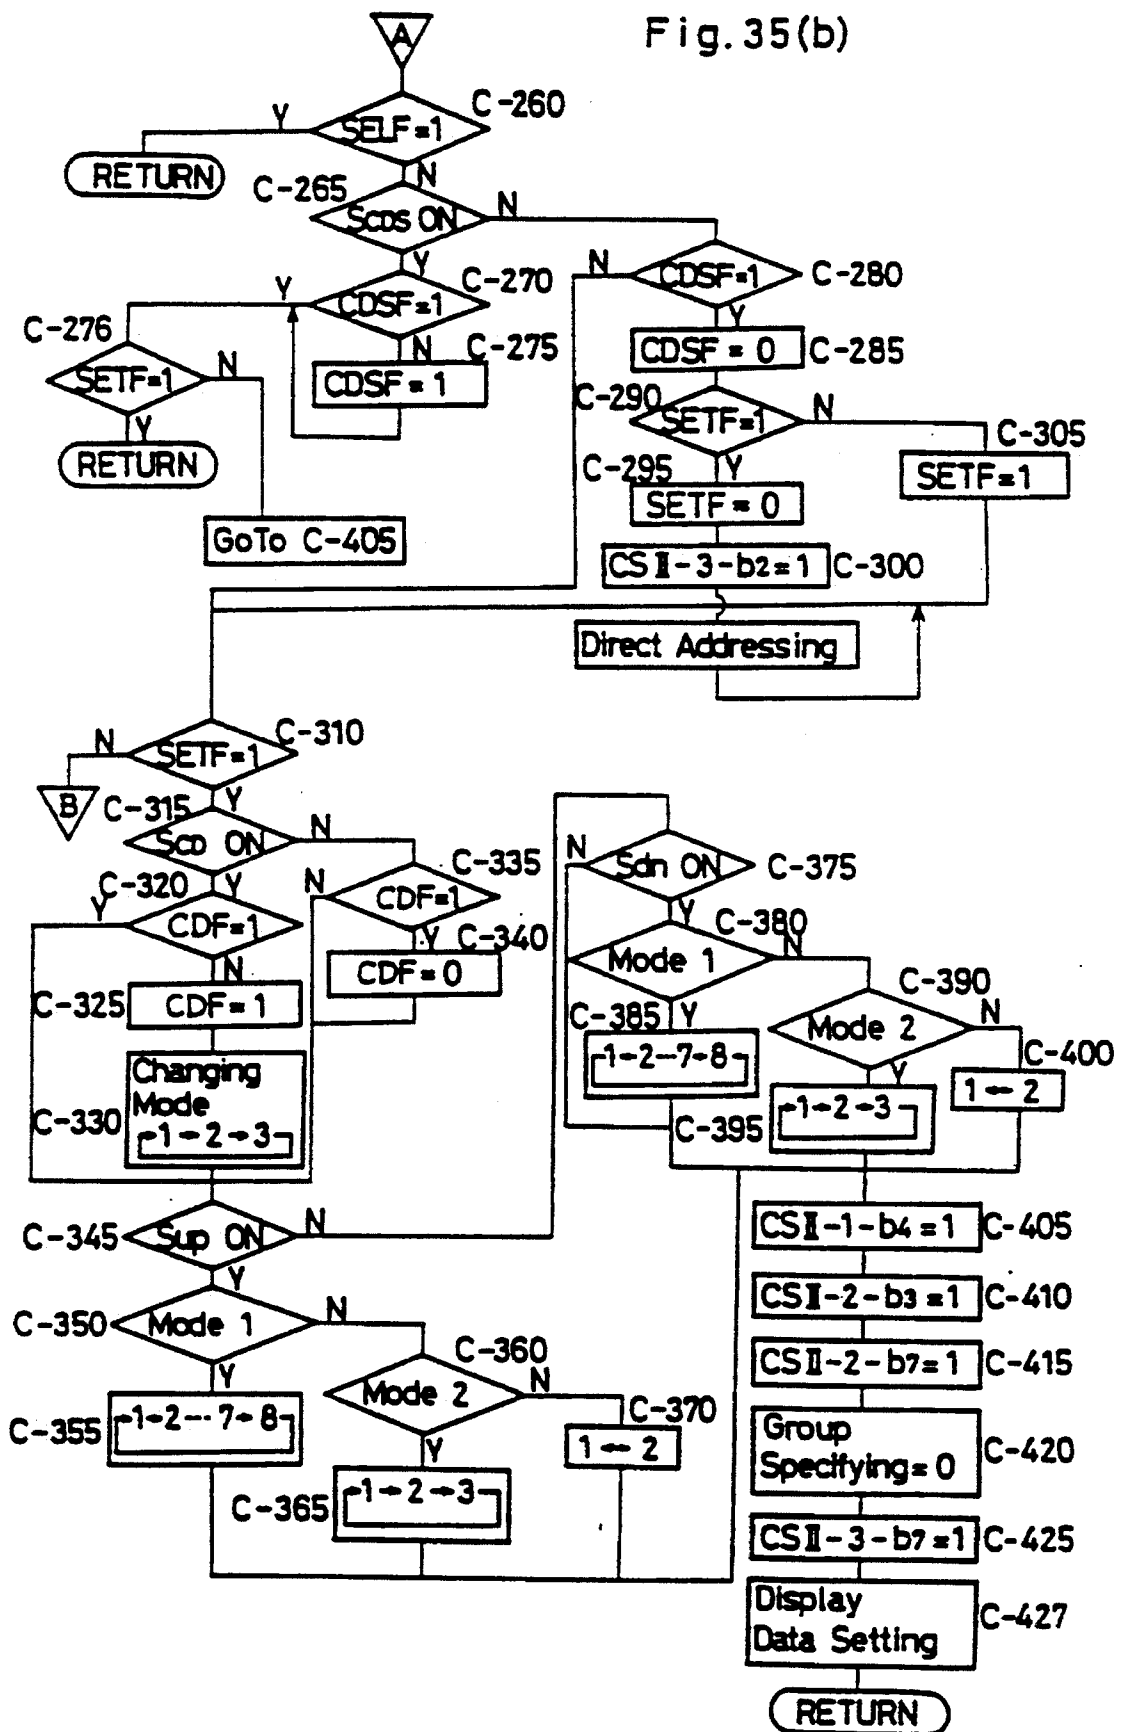 Fig. 35(b)
A
C-260
Y
SELF=1
RETURN
N
C-265
SCDS ON
N
Y
C-270
Y
CDSF=1
N
CDSF=1
C-280
C-276
N
C-275
Y
SETF=1
N
CDSF=1
CDSF = 0
C-285
Y
C-290
SETF=1
N
RETURN
C-305
C-295
Y
SETF=1
SETF = 0
GoTo C-405
CSⅡ-3-b2=1
C-300
Direct Addressing
C-310
N
SETF=1
B
C-315
Y
SCD ON
N
C-335
N
Sdn ON
C-375
C-320
Y
N
CDF=1
Y
C-380
Y
CDF=1
Y
C-340
Mode 1
N
N
CDF=0
C-390
C-325
CDF=1
C-385
Y
Mode 2
N
1→2--7→8
C-400
Changing
Mode
Y
1←2
C-330
1→2→3
C-395
1→2→3
C-345
Sup ON
N
CSⅡ-1-b4=1
C-405
Y
CSⅡ-2-b3=1
C-410
C-350
Mode 1
N
C-360
CSⅡ-2-b7=1
C-415
Y
Mode 2
N
C-370
Group
Specifying=0
C-420
C-355
1→2--7→8
Y
1←2
C-365
1→2→3
CSⅡ-3-b7=1
C-425
Display
Data Setting
C-427
RETURN